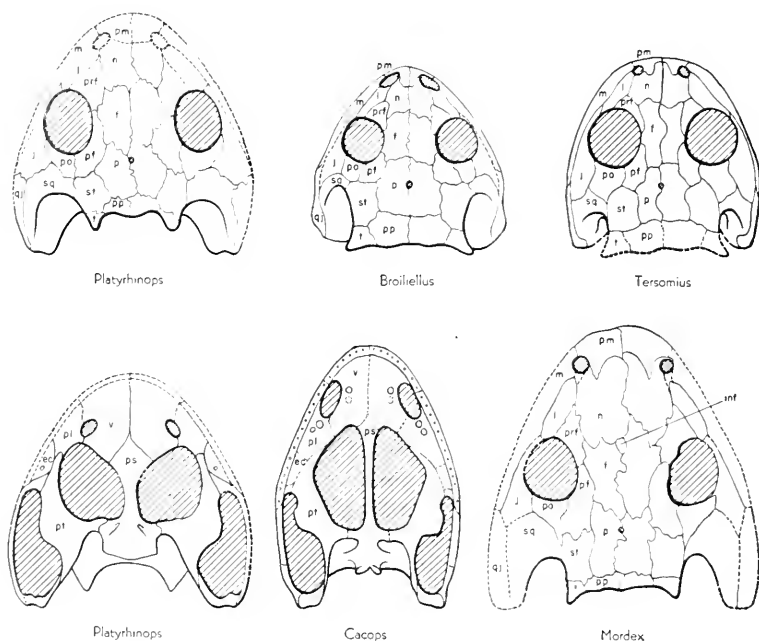 pm
m
l
n
prf
f
j
po
pf
p
sq
st
qj
pp
t
Platyrhinops
pm
m
l
n
prf
f
j
po
pf
sq
p
qj
st
t
pp
Broiliellus
pm
m
l
n
prf
f
j
po
pf
sq
st
p
t
pp
Tersomius
v
pl
ec
ps
pt
Platyrhinops
v
pl
ps
ec
pt
Cacops
pm
m
l
n
inf
prf
f
j
pf
po
sq
p
st
qj
pp
Mordex